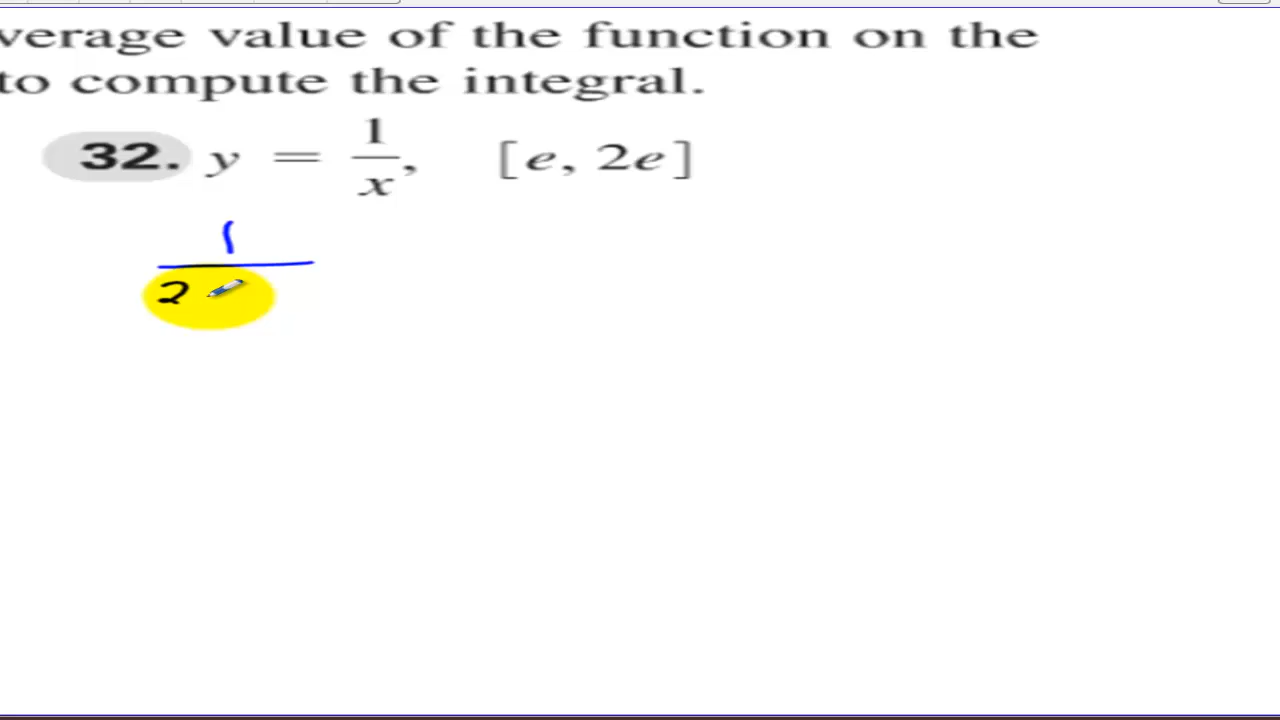 verage value of the function on the
to compute the integral.
32. y = 1/x, [e, 2e]
1
2